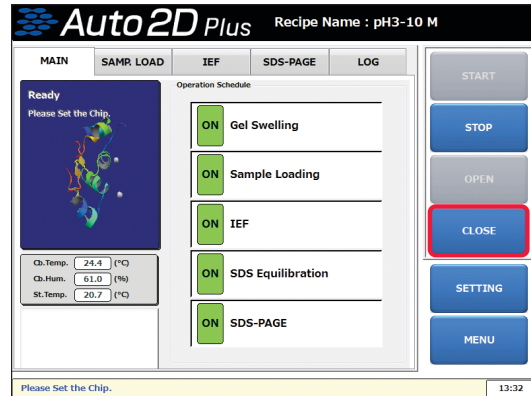 Auto2D Plus Recipe Name : pH3-10 M
MAIN SAMP. LOAD IEF SDS-PAGE LOG
Ready
Please Set the Chip.
Operation Schedule
ON Gel Swelling
ON Sample Loading
ON IEF
ON SDS Equilibration
ON SDS-PAGE
Cb.Temp. 24.4 (°C)
Cb.Hum. 61.0 (%)
St.Temp. 20.7 (°C)
START
STOP
OPEN
CLOSE
SETTING
MENU
Please Set the Chip. 13:32